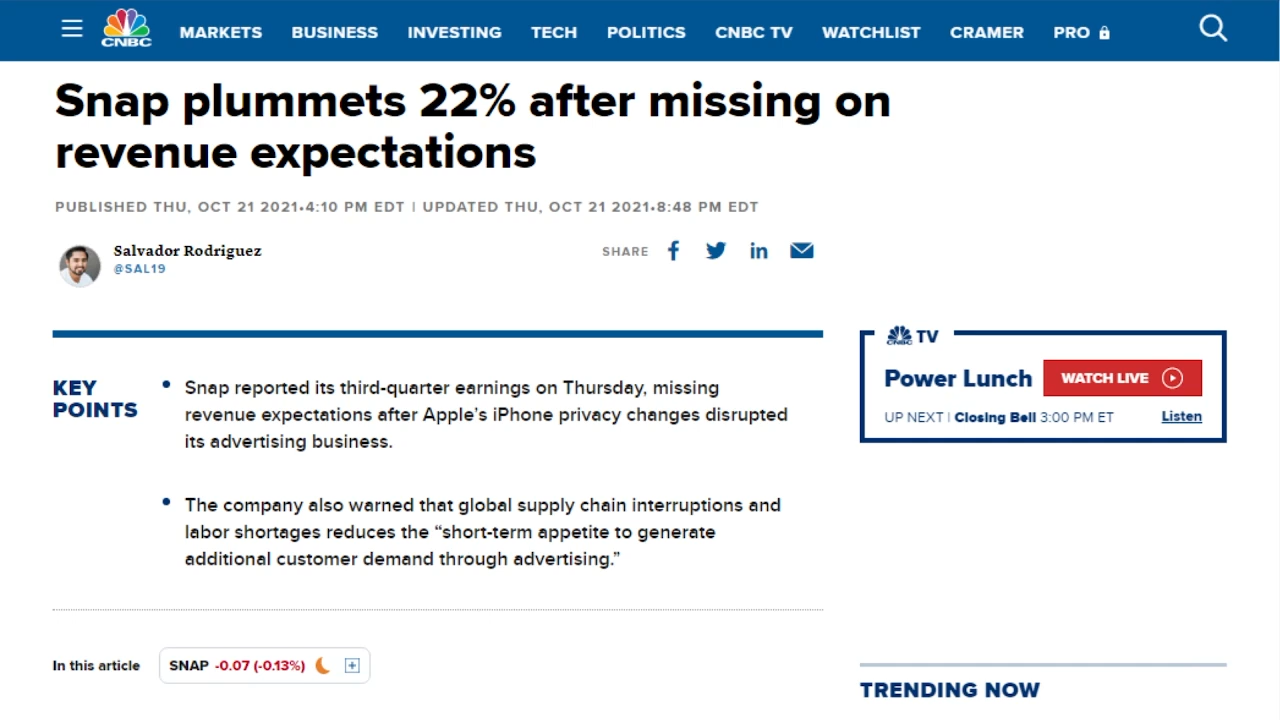 CNBC
MARKETS BUSINESS INVESTING TECH POLITICS CNBC TV WATCHLIST CRAMER PRO
Snap plummets 22% after missing on
revenue expectations
PUBLISHED THU, OCT 21 2021•4:10 PM EDT | UPDATED THU, OCT 21 2021•8:48 PM EDT
Salvador Rodriguez
@SAL19
SHARE
KEY
POINTS
• Snap reported its third-quarter earnings on Thursday, missing
revenue expectations after Apple’s iPhone privacy changes disrupted
its advertising business.
• The company also warned that global supply chain interruptions and
labor shortages reduces the “short-term appetite to generate
additional customer demand through advertising.”
In this article
SNAP -0.07 (-0.13%)
CNBC TV
Power Lunch WATCH LIVE
UP NEXT | Closing Bell 3:00 PM ET Listen
TRENDING NOW